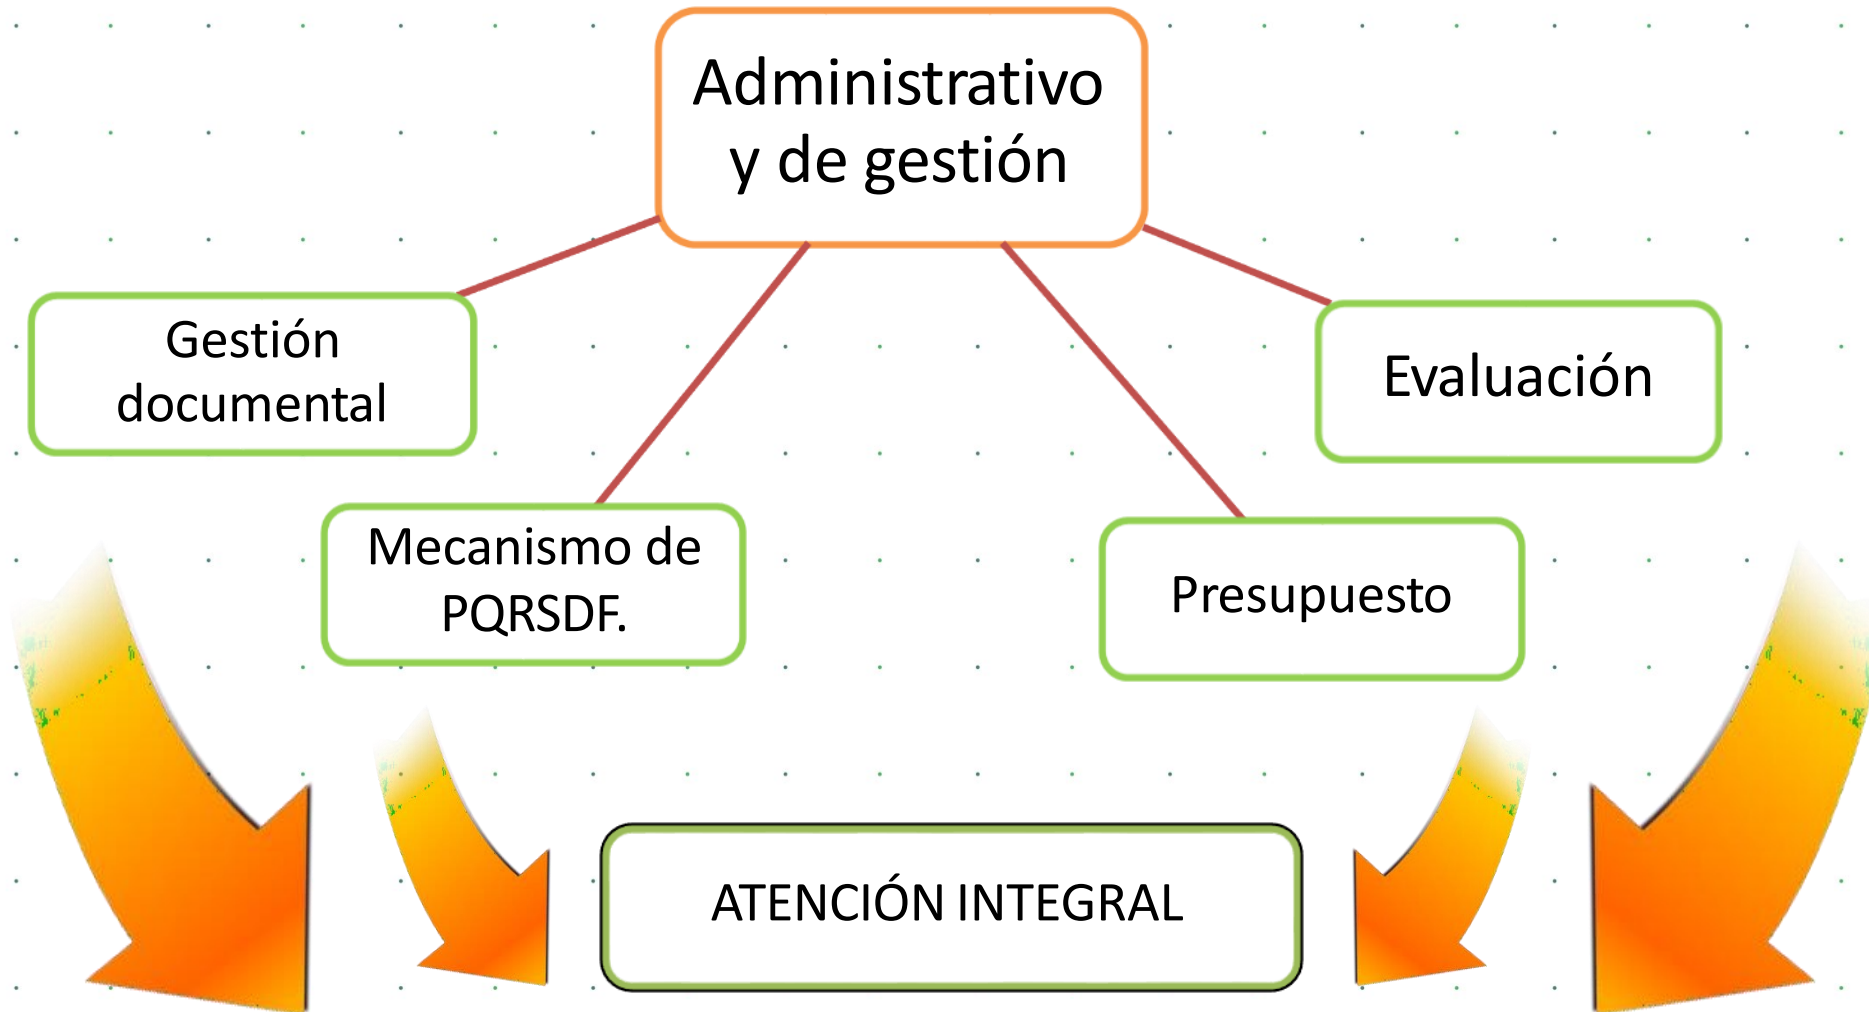 Administrativo
y de gestión
Gestión
documental
Evaluación
Mecanismo de
PQRSDF.
Presupuesto
ATENCIÓN INTEGRAL